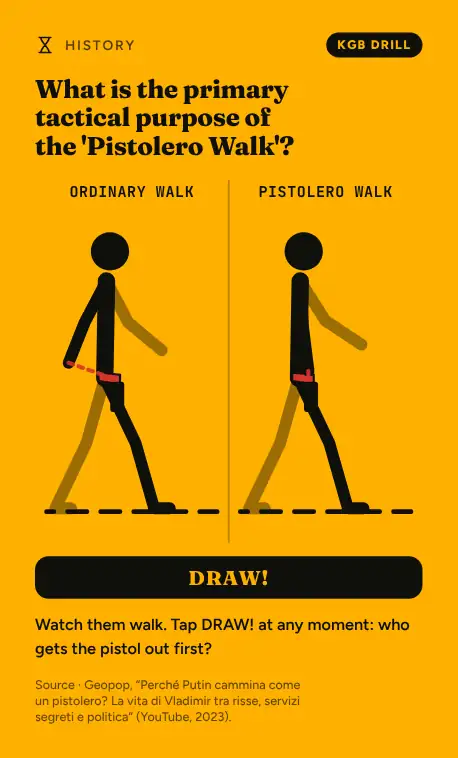 HISTORY
KGB DRILL
What is the primary
tactical purpose of
the 'Pistolero Walk'?
ORDINARY WALK
PISTOLERO WALK
DRAW!
Watch them walk. Tap DRAW! at any moment: who
gets the pistol out first?
Source · Geopop, “Perché Putin cammina come
un pistolero? La vita di Vladimir tra risse, servizi
segreti e politica” (YouTube, 2023).